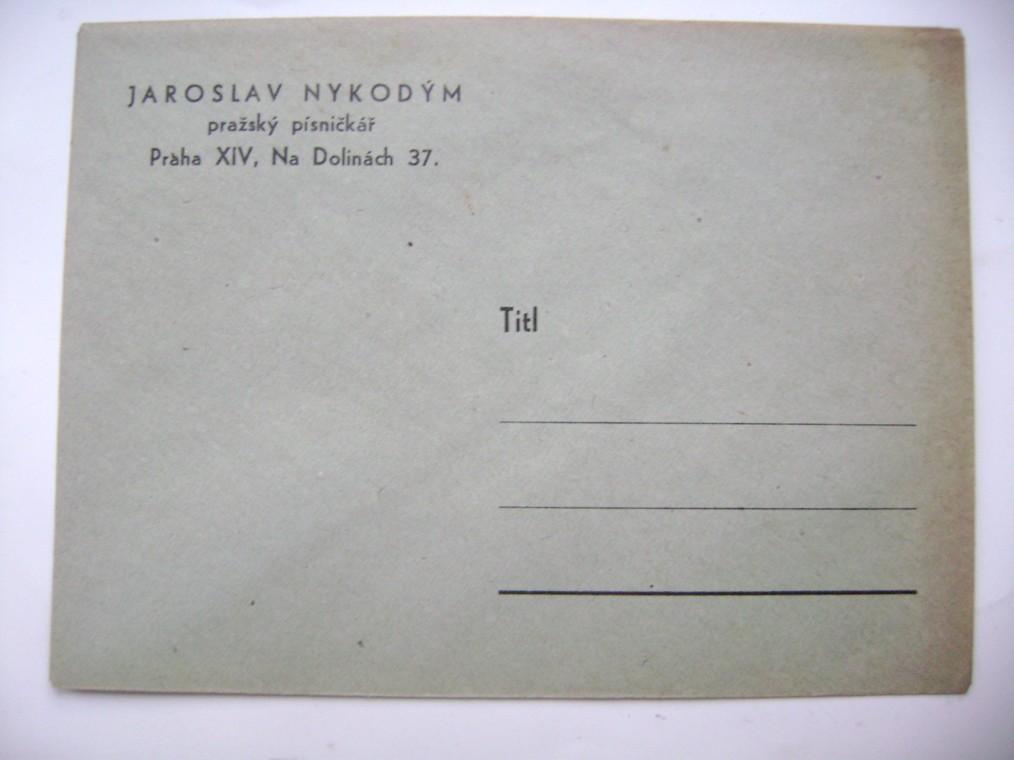 JAROSLAV NYKODÝM
pražský písničkář
Praha XIV, Na Dolinách 37.
Titl